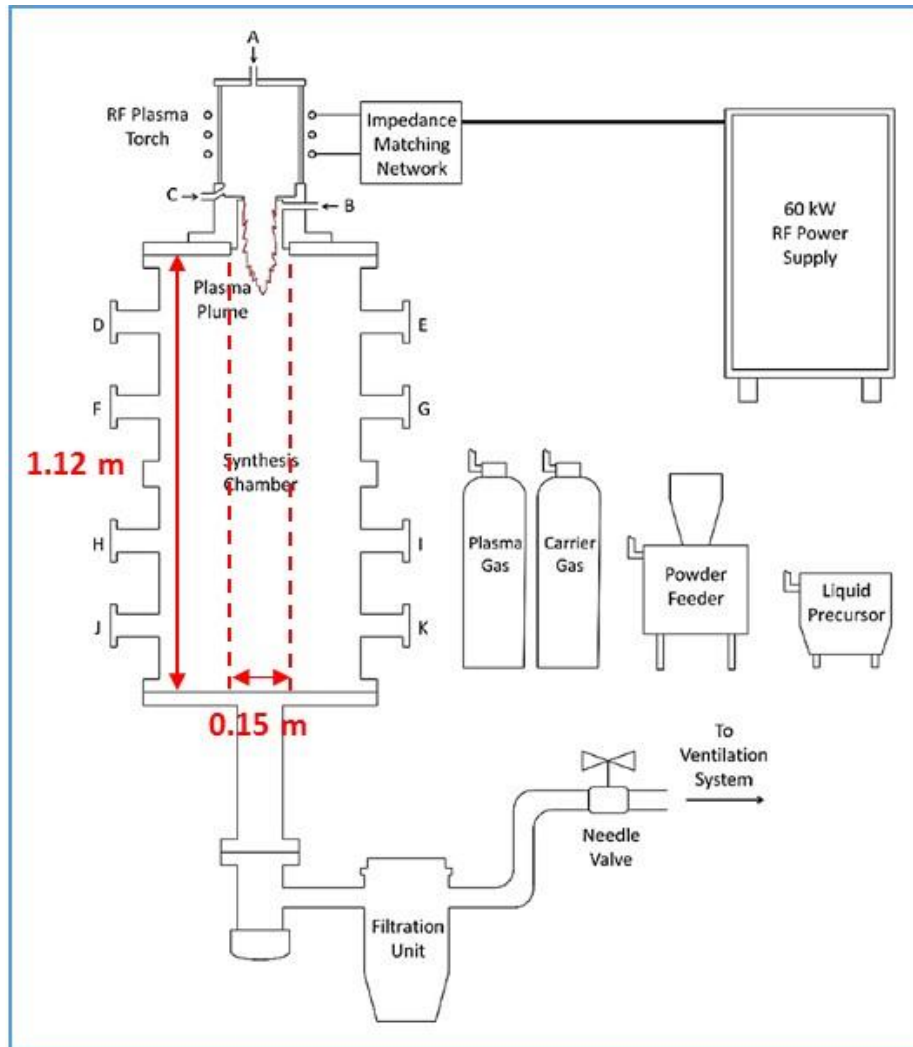 A
RF Plasma
Torch
Impedance
Matching
Network
C
B
60 kW
RF Power
Supply
Plasma
Plume
D
E
F
G
1.12 m
Synthesis
Chamber
H
I
Plasma
Gas
Carrier
Gas
Powder
Feeder
Liquid
Precursor
J
K
0.15 m
To
Ventilation
System
Needle
Valve
Filtration
Unit